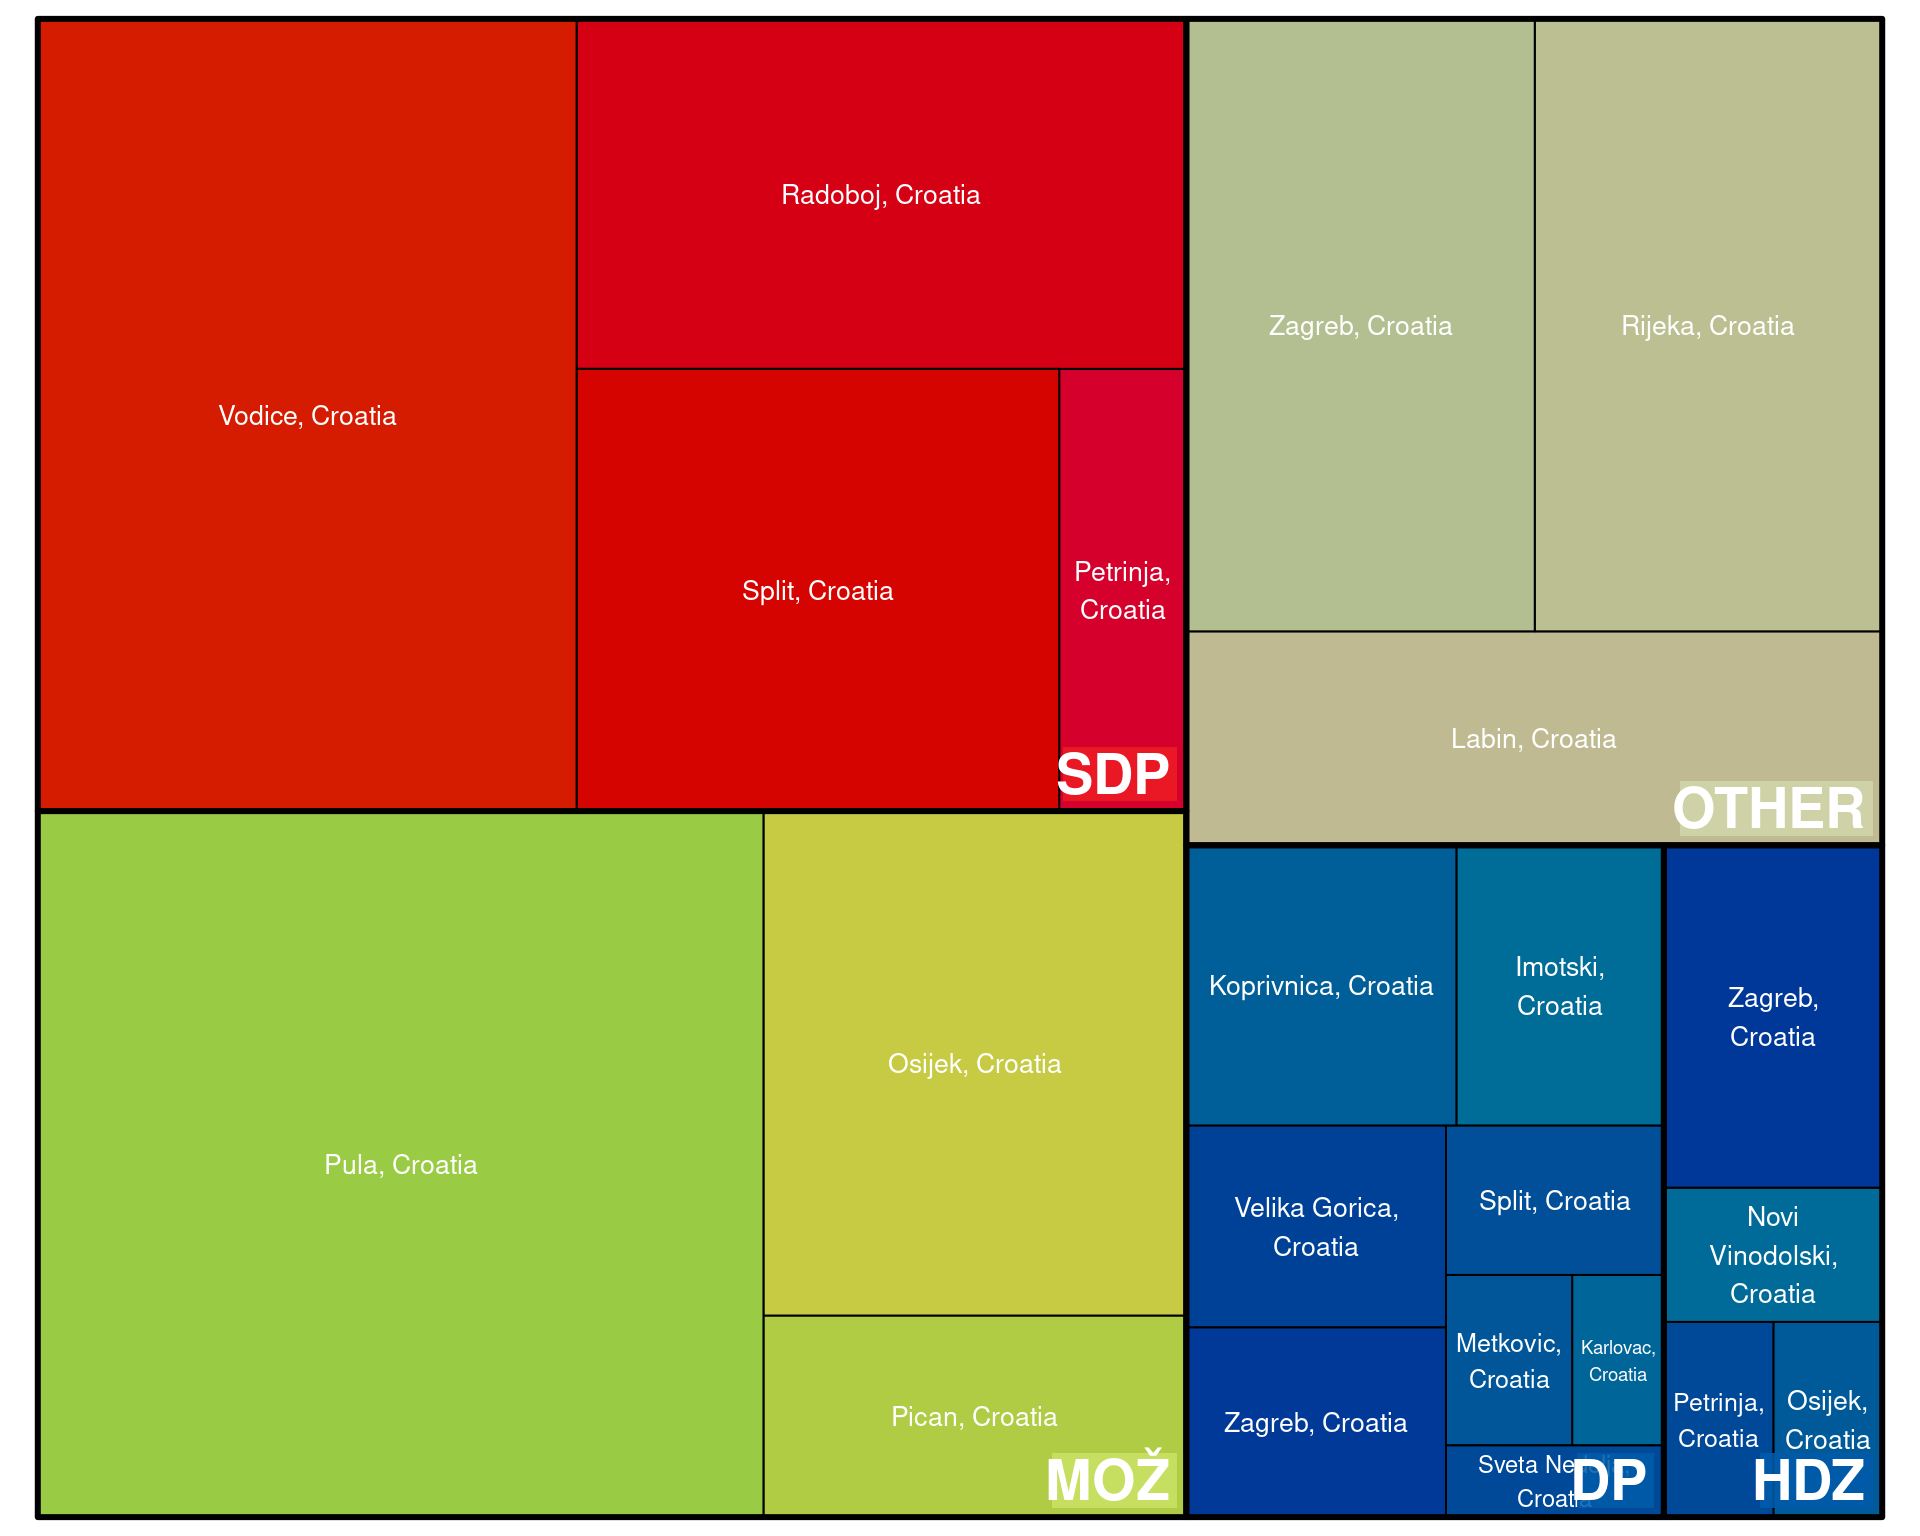 Vodice, Croatia
Radoboj, Croatia
Split, Croatia
Petrinja,
Croatia
SDP
Zagreb, Croatia
Rijeka, Croatia
Labin, Croatia
OTHER
Pula, Croatia
Osijek, Croatia
Pican, Croatia
MOŽ
Koprivnica, Croatia
Imotski,
Croatia
Velika Gorica,
Croatia
Split, Croatia
Zagreb, Croatia
Metkovic,
Croatia
Karlovac,
Croatia
Sveta
Croatia
DP
Zagreb,
Croatia
Novi
Vinodolski,
Croatia
Petrinja,
Croatia
Osijek,
Croatia
HDZ